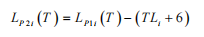 L_{P2i}(T) = L_{P1i}(T) − (TL_i + 6)